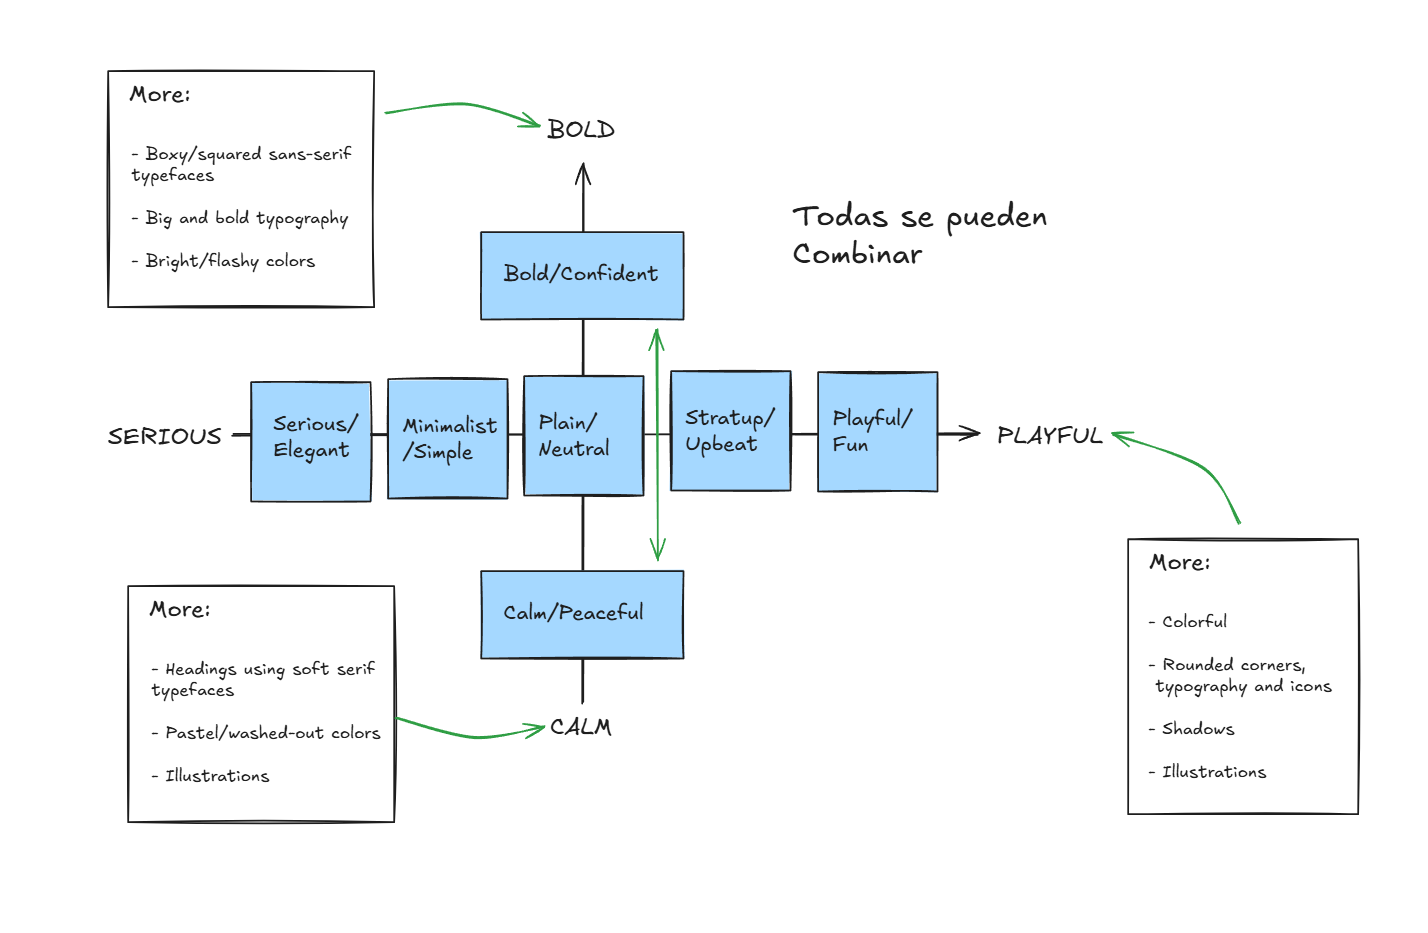 More:
- Boxy/squared sans-serif
typefaces
- Big and bold typography
- Bright/flashy colors
BOLD
Todas se pueden
Combinar
Bold/Confident
SERIOUS
Serious/
Elegant
Minimalist
/Simple
Plain/
Neutral
Stratup/
Upbeat
Playful/
Fun
PLAYFUL
More:
- Headings using soft serif
typefaces
- Pastel/washed-out colors
- Illustrations
Calm/Peaceful
CALM
More:
- Colorful
- Rounded corners,
typography and icons
- Shadows
- Illustrations